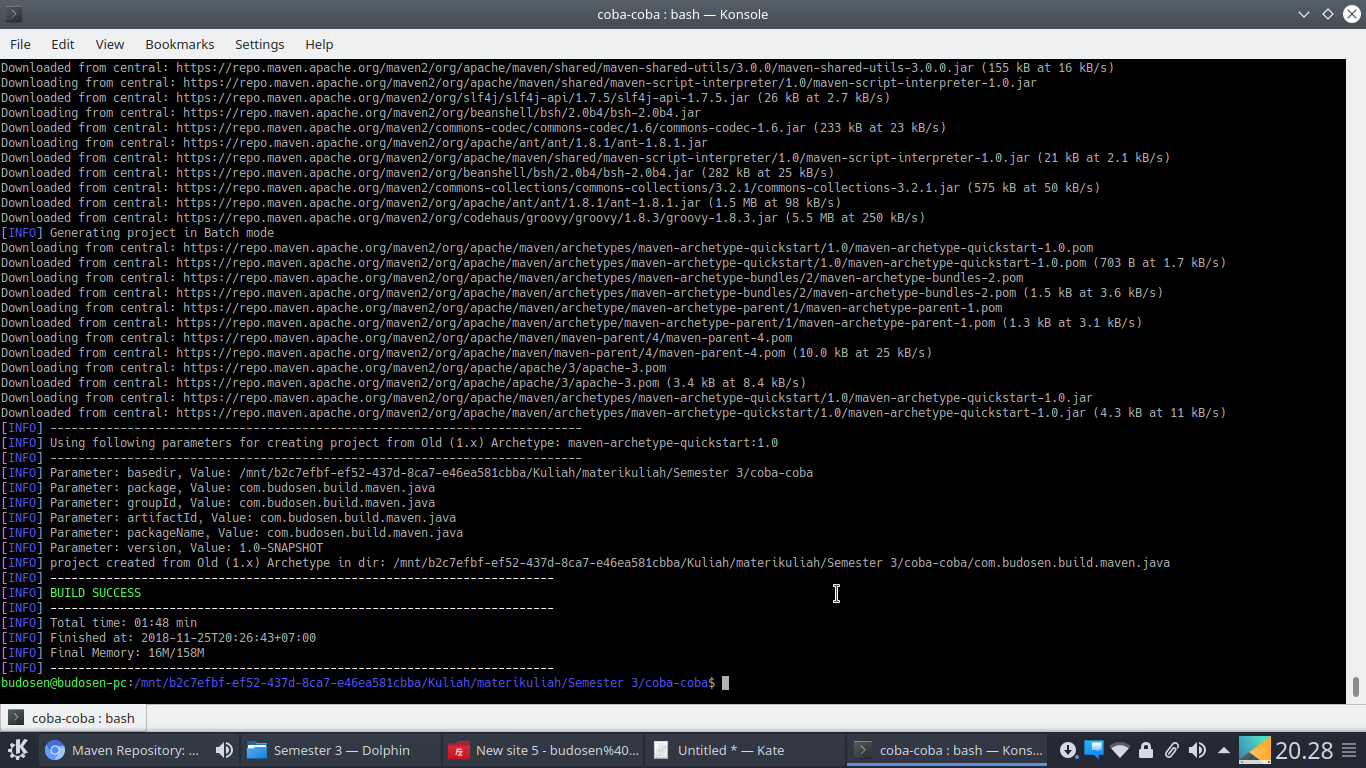 coba-coba : bash — Konsole
File Edit View Bookmarks Settings Help
Downloaded from central: https://repo.maven.apache.org/maven2/org/apache/maven/shared/maven-shared-utils/3.0.0/maven-shared-utils-3.0.0.jar (155 kB at 16 kB/s)
Downloading from central: https://repo.maven.apache.org/maven2/org/apache/maven/shared/maven-script-interpreter/1.0/maven-script-interpreter-1.0.jar
Downloaded from central: https://repo.maven.apache.org/maven2/org/slf4j/slf4j-api/1.7.5/slf4j-api-1.7.5.jar (26 kB at 2.7 kB/s)
Downloading from central: https://repo.maven.apache.org/maven2/org/beanshell/bsh/2.0b4/bsh-2.0b4.jar
Downloaded from central: https://repo.maven.apache.org/maven2/commons-codec/commons-codec/1.6/commons-codec-1.6.jar (233 kB at 23 kB/s)
Downloading from central: https://repo.maven.apache.org/maven2/org/apache/ant/ant/1.8.1/ant-1.8.1.jar
Downloaded from central: https://repo.maven.apache.org/maven2/org/apache/maven/shared/maven-script-interpreter/1.0/maven-script-interpreter-1.0.jar (21 kB at 2.1 kB/s)
Downloaded from central: https://repo.maven.apache.org/maven2/org/beanshell/bsh/2.0b4/bsh-2.0b4.jar (282 kB at 25 kB/s)
Downloaded from central: https://repo.maven.apache.org/maven2/commons-collections/commons-collections/3.2.1/commons-collections-3.2.1.jar (575 kB at 50 kB/s)
Downloaded from central: https://repo.maven.apache.org/maven2/org/apache/ant/ant/1.8.1/ant-1.8.1.jar (1.5 MB at 98 kB/s)
Downloaded from central: https://repo.maven.apache.org/maven2/org/codehaus/groovy/groovy/1.8.3/groovy-1.8.3.jar (5.5 MB at 250 kB/s)
[INFO] Generating project in Batch mode
Downloading from central: https://repo.maven.apache.org/maven2/org/apache/maven/archetypes/maven-archetype-quickstart/1.0/maven-archetype-quickstart-1.0.pom
Downloaded from central: https://repo.maven.apache.org/maven2/org/apache/maven/archetypes/maven-archetype-quickstart/1.0/maven-archetype-quickstart-1.0.pom (703 B at 1.7 kB/s)
Downloading from central: https://repo.maven.apache.org/maven2/org/apache/maven/archetypes/maven-archetype-bundles/2/maven-archetype-bundles-2.pom
Downloaded from central: https://repo.maven.apache.org/maven2/org/apache/maven/archetypes/maven-archetype-bundles/2/maven-archetype-bundles-2.pom (1.5 kB at 3.6 kB/s)
Downloading from central: https://repo.maven.apache.org/maven2/org/apache/maven/archetype/maven-archetype-parent/1/maven-archetype-parent-1.pom
Downloaded from central: https://repo.maven.apache.org/maven2/org/apache/maven/archetype/maven-archetype-parent/1/maven-archetype-parent-1.pom (1.3 kB at 3.1 kB/s)
Downloading from central: https://repo.maven.apache.org/maven2/org/apache/maven/maven-parent/4/maven-parent-4.pom
Downloaded from central: https://repo.maven.apache.org/maven2/org/apache/maven/maven-parent/4/maven-parent-4.pom (10.0 kB at 25 kB/s)
Downloading from central: https://repo.maven.apache.org/maven2/org/apache/apache/3/apache-3.pom
Downloaded from central: https://repo.maven.apache.org/maven2/org/apache/apache/3/apache-3.pom (3.4 kB at 8.4 kB/s)
Downloading from central: https://repo.maven.apache.org/maven2/org/apache/maven/archetypes/maven-archetype-quickstart/1.0/maven-archetype-quickstart-1.0.jar
Downloaded from central: https://repo.maven.apache.org/maven2/org/apache/maven/archetypes/maven-archetype-quickstart/1.0/maven-archetype-quickstart-1.0.jar (4.3 kB at 11 kB/s)
[INFO] ----------------------------------------------------------------------------
[INFO] Using following parameters for creating project from Old (1.x) Archetype: maven-archetype-quickstart:1.0
[INFO] ----------------------------------------------------------------------------
[INFO] Parameter: basedir, Value: /mnt/b2c7efbf-ef52-437d-8ca7-e46ea581cbba/Kuliah/materikuliah/Semester 3/coba-coba
[INFO] Parameter: package, Value: com.budosen.build.maven.java
[INFO] Parameter: groupId, Value: com.budosen.build.maven.java
[INFO] Parameter: artifactId, Value: com.budosen.build.maven.java
[INFO] Parameter: packageName, Value: com.budosen.build.maven.java
[INFO] Parameter: version, Value: 1.0-SNAPSHOT
[INFO] project created from Old (1.x) Archetype in dir: /mnt/b2c7efbf-ef52-437d-8ca7-e46ea581cbba/Kuliah/materikuliah/Semester 3/coba-coba/com.budosen.build.maven.java
[INFO] ------------------------------------------------------------------------
[INFO] BUILD SUCCESS
[INFO] ------------------------------------------------------------------------
[INFO] Total time: 01:48 min
[INFO] Finished at: 2018-11-25T20:26:43+07:00
[INFO] Final Memory: 16M/158M
[INFO] ------------------------------------------------------------------------
budosen@budosen-pc:/mnt/b2c7efbf-ef52-437d-8ca7-e46ea581cbba/Kuliah/materikuliah/Semester 3/coba-coba$
coba-coba : bash
Maven Repository: ... Semester 3 — Dolphin New site 5 - budosen%40... Untitled * — Kate coba-coba : bash — Kons... 20.28